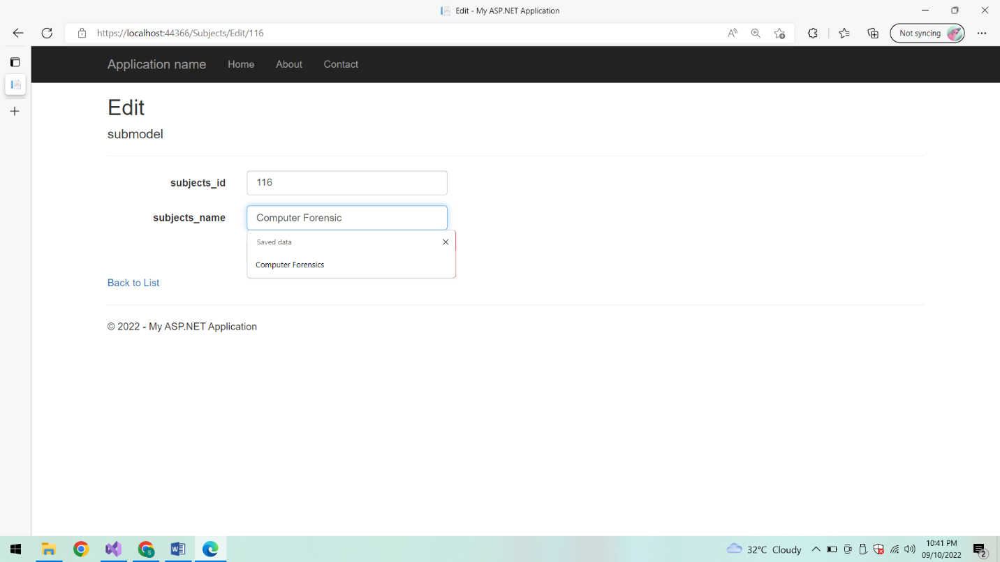 Edit - My ASP.NET Application
https://localhost:44366/Subjects/Edit/116
Not syncing
Application name Home About Contact
Edit
submodel
subjects_id 116
subjects_name Computer Forensic
Saved data
Computer Forensics
Back to List
© 2022 - My ASP.NET Application
32°C Cloudy
10:41 PM
09/10/2022
2